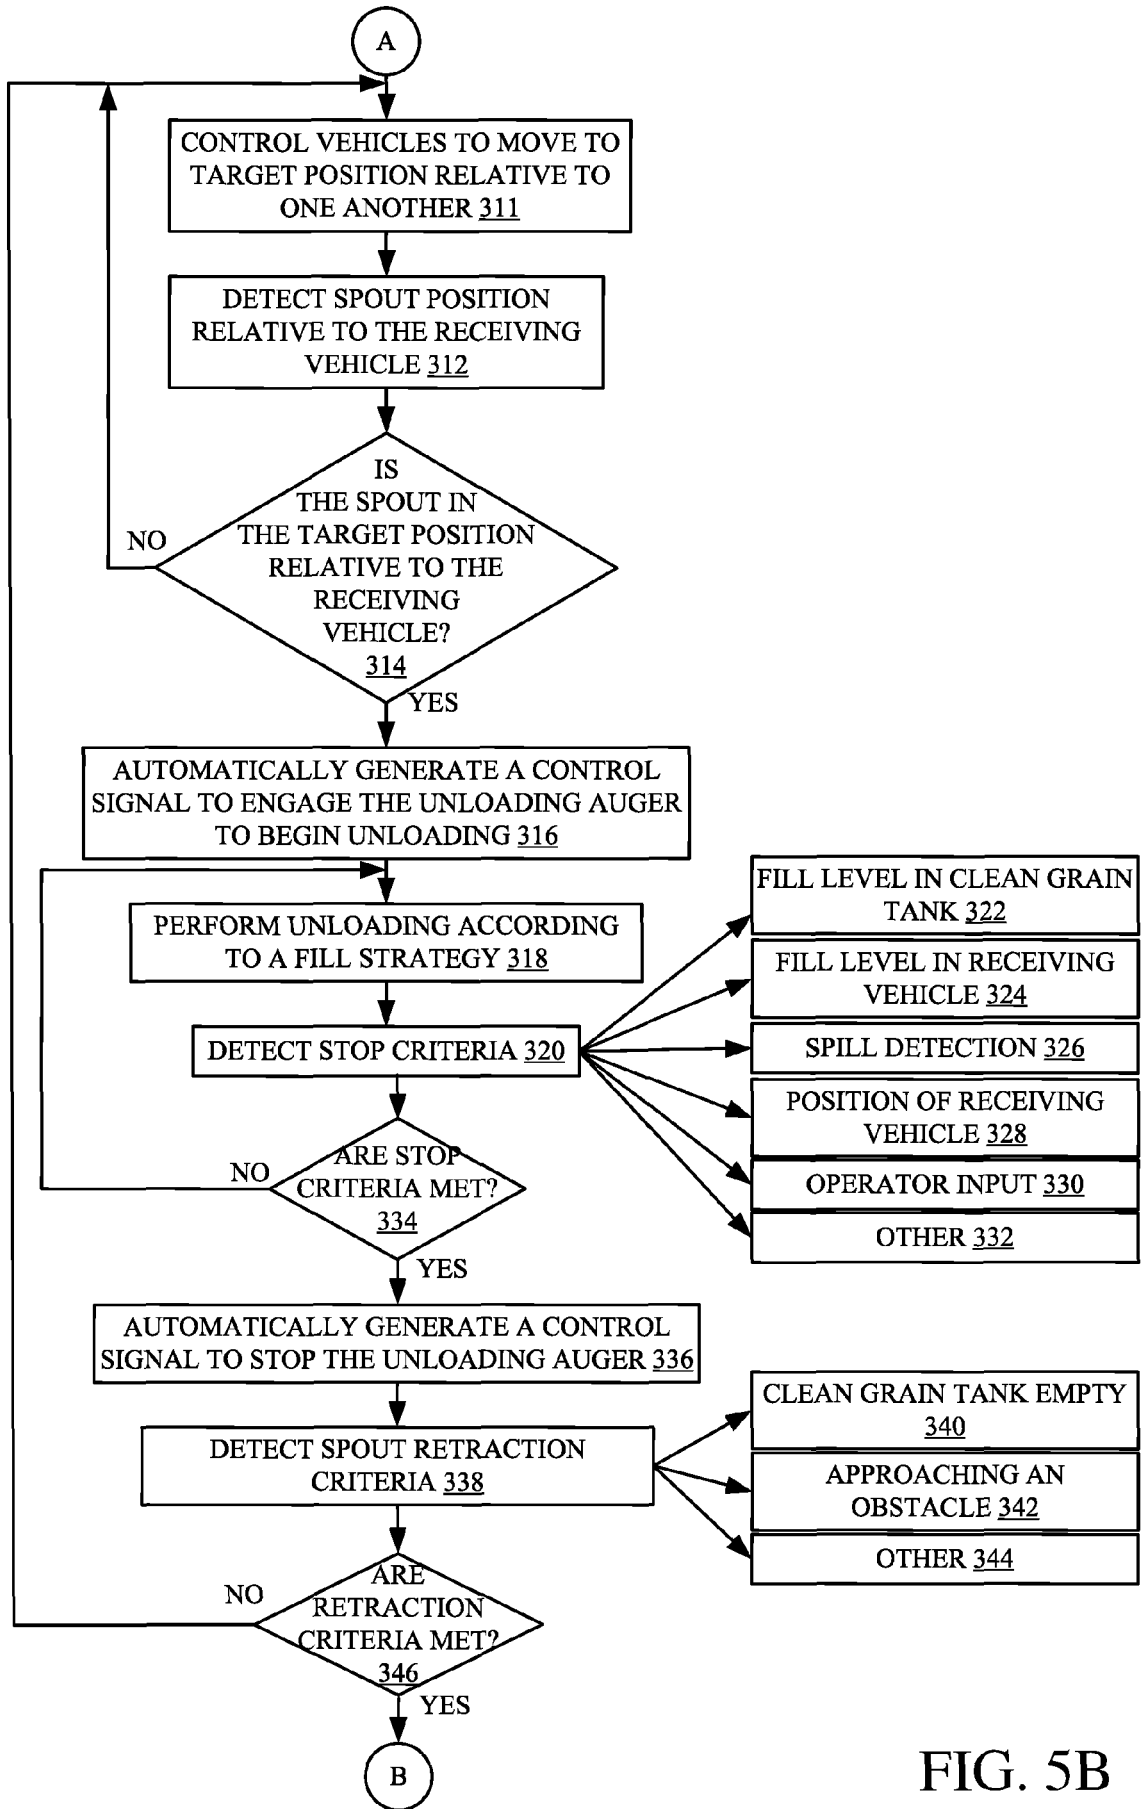 A
CONTROL VEHICLES TO MOVE TO
TARGET POSITION RELATIVE TO
ONE ANOTHER 311
DETECT SPOUT POSITION
RELATIVE TO THE RECEIVING
VEHICLE 312
IS
THE SPOUT IN
THE TARGET POSITION
RELATIVE TO THE
RECEIVING
VEHICLE?
314
NO
YES
AUTOMATICALLY GENERATE A CONTROL
SIGNAL TO ENGAGE THE UNLOADING AUGER
TO BEGIN UNLOADING 316
PERFORM UNLOADING ACCORDING
TO A FILL STRATEGY 318
DETECT STOP CRITERIA 320
FILL LEVEL IN CLEAN GRAIN
TANK 322
FILL LEVEL IN RECEIVING
VEHICLE 324
SPILL DETECTION 326
POSITION OF RECEIVING
VEHICLE 328
OPERATOR INPUT 330
OTHER 332
ARE STOP
CRITERIA MET?
334
NO
YES
AUTOMATICALLY GENERATE A CONTROL
SIGNAL TO STOP THE UNLOADING AUGER 336
DETECT SPOUT RETRACTION
CRITERIA 338
CLEAN GRAIN TANK EMPTY
340
APPROACHING AN
OBSTACLE 342
OTHER 344
ARE
RETRACTION
CRITERIA MET?
346
NO
YES
B
FIG. 5B